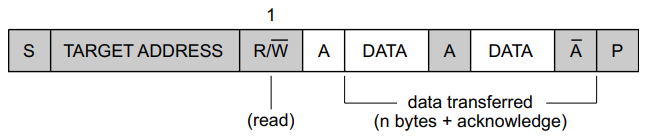 1
S TARGET ADDRESS R/W̅ A DATA A DATA A̅ P
(read)
data transferred
(n bytes + acknowledge)